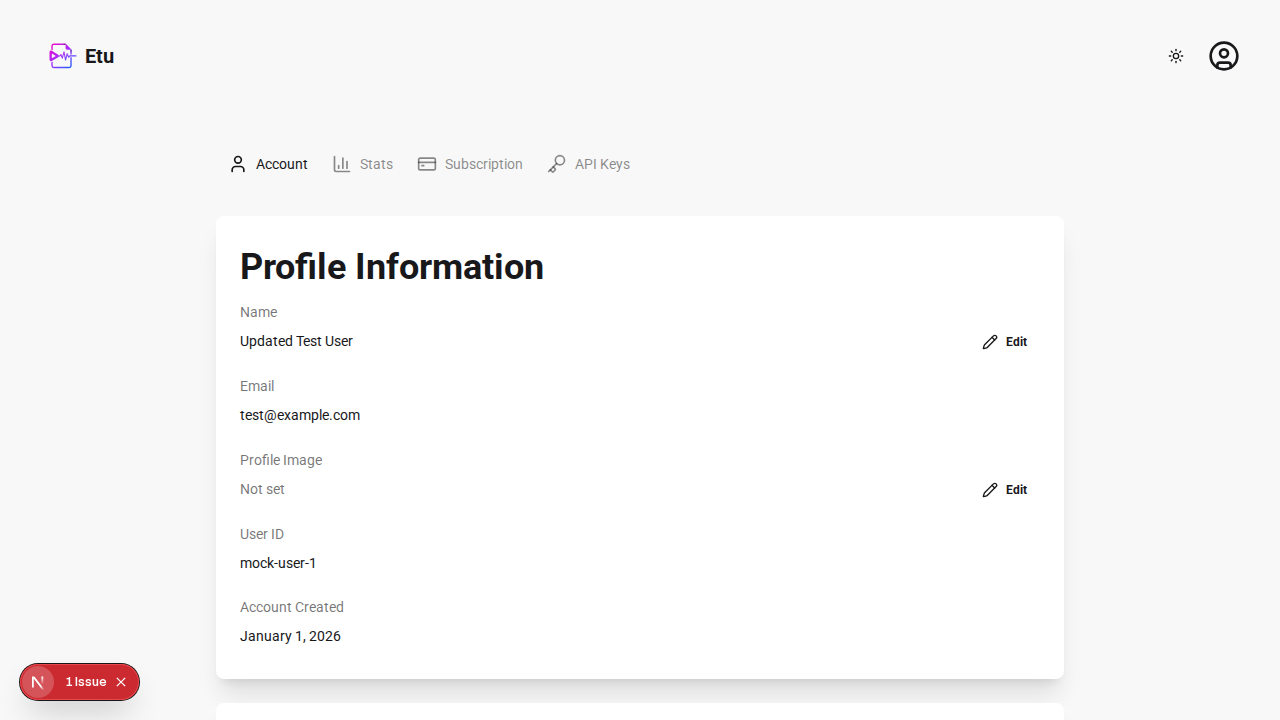 Etu
Account
Stats
Subscription
API Keys
Profile Information
Name
Updated Test User
Edit
Email
test@example.com
Profile Image
Not set
Edit
User ID
mock-user-1
Account Created
January 1, 2026
N
1 Issue